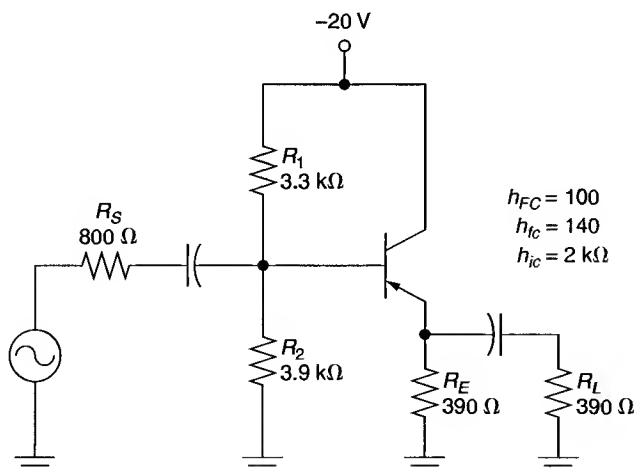 −20 V
R1
3.3 kΩ
hFC = 100
hfc = 140
hic = 2 kΩ
RS
800 Ω
R2
3.9 kΩ
RE
390 Ω
RL
390 Ω